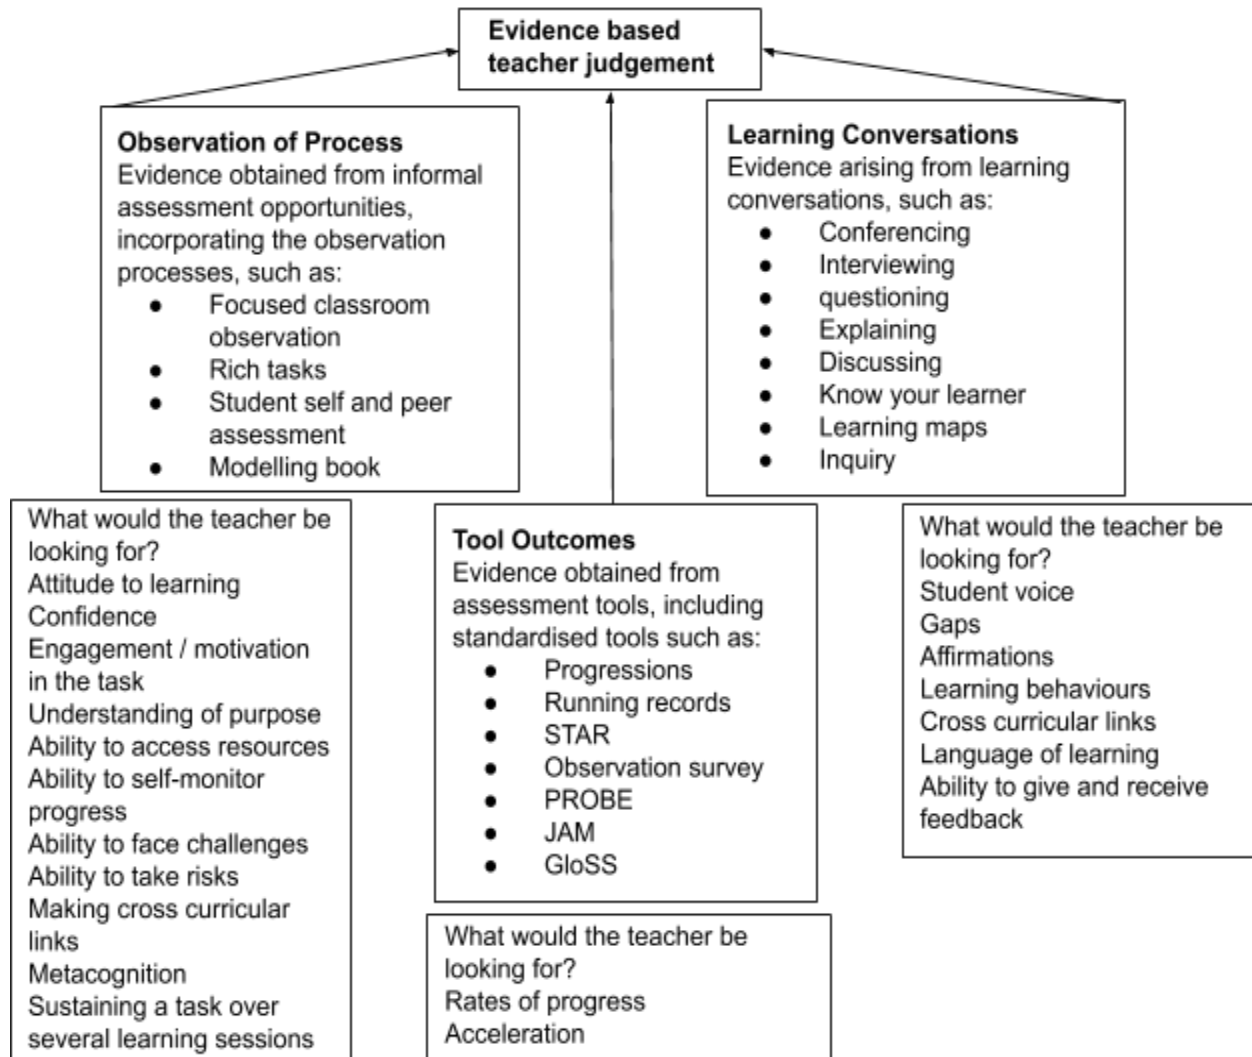 Evidence based
teacher judgement
Observation of Process
Evidence obtained from informal
assessment opportunities,
incorporating the observation
processes, such as:
● Focused classroom
observation
● Rich tasks
● Student self and peer
assessment
● Modelling book
Learning Conversations
Evidence arising from learning
conversations, such as:
● Conferencing
● Interviewing
● questioning
● Explaining
● Discussing
● Know your learner
● Learning maps
● Inquiry
What would the teacher be
looking for?
Attitude to learning
Confidence
Engagement / motivation
in the task
Understanding of purpose
Ability to access resources
Ability to self-monitor
progress
Ability to face challenges
Ability to take risks
Making cross curricular
links
Metacognition
Sustaining a task over
several learning sessions
Tool Outcomes
Evidence obtained from
assessment tools, including
standardised tools such as:
● Progressions
● Running records
● STAR
● Observation survey
● PROBE
● JAM
● GloSS
What would the teacher be
looking for?
Rates of progress
Acceleration
What would the teacher be
looking for?
Student voice
Gaps
Affirmations
Learning behaviours
Cross curricular links
Language of learning
Ability to give and receive
feedback